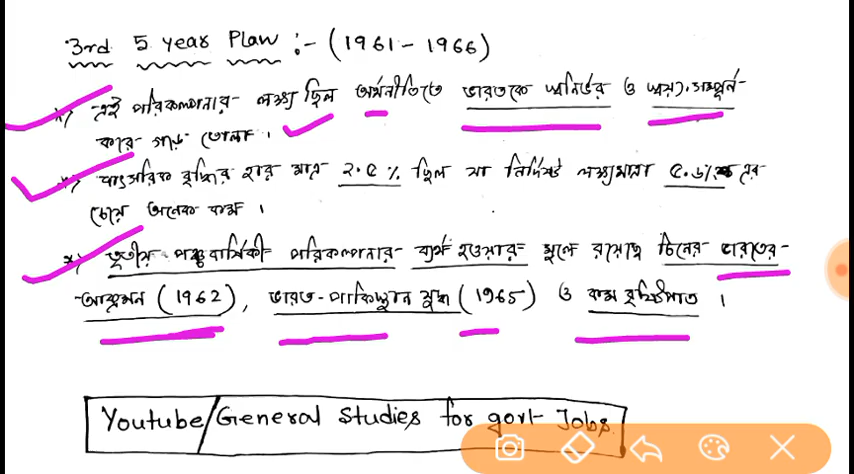 3rd 5 year Plan :- (1961 - 1966)
*) এই পরিকল্পনার লক্ষ্য ছিল অর্থনীতিতে ভারতকে স্বনির্ভর ও স্বয়ং-সম্পূর্ন
করে গড়ে তোলা ।
*) বাৎসরিক বৃদ্ধির হার মাত্র ২.৫ % ছিল যা নির্দিষ্ট লক্ষ্যমাত্রা ৫.৬% এর
চেয়ে অনেক কম ।
*) তৃতীয় পঞ্চবার্ষিকী পরিকল্পনার ব্যর্থ হওয়ার মূলে রয়েছে চিনের ভারতের
আক্রমন (1962), ভারত-পাকিস্তান যুদ্ধ (1965) ও কম বৃষ্টিপাত ।
Youtube/General Studies for govt Jobs